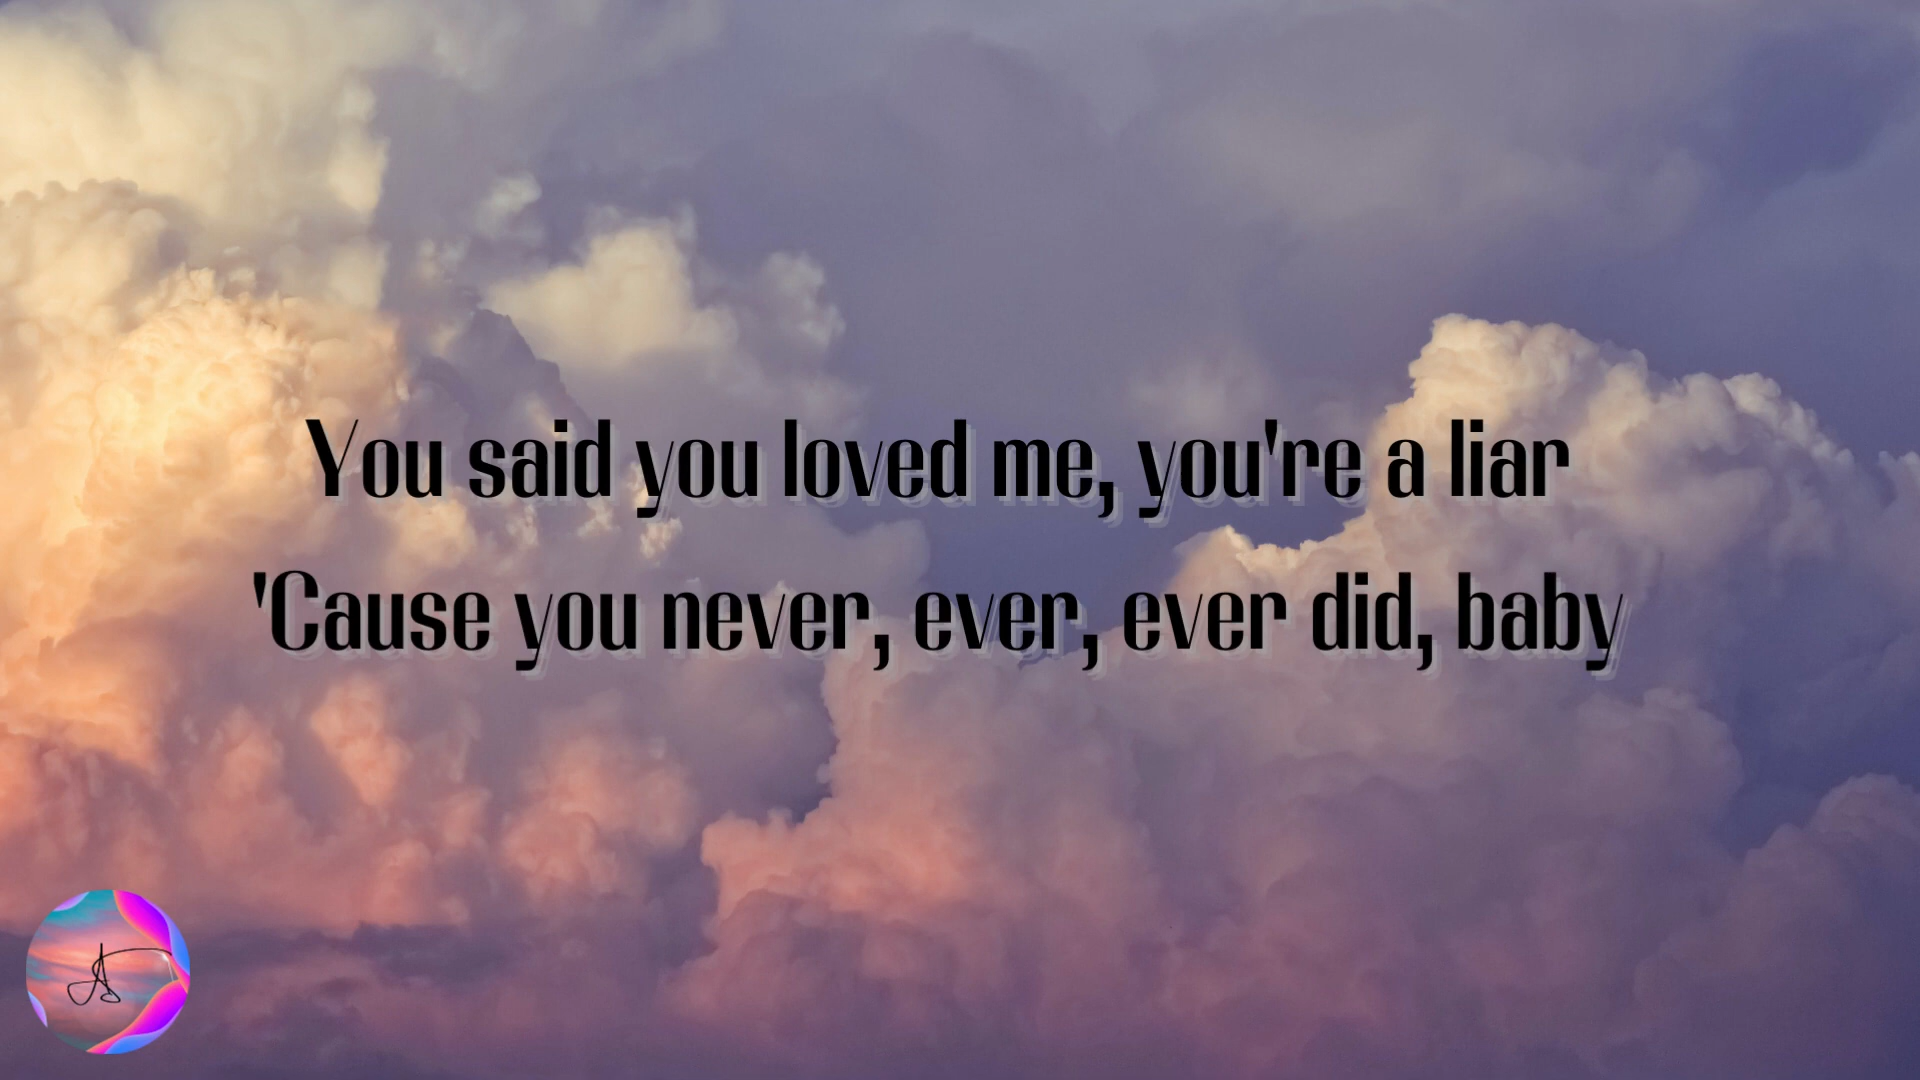 You said you loved me, you're a liar
'Cause you never, ever, ever did, baby